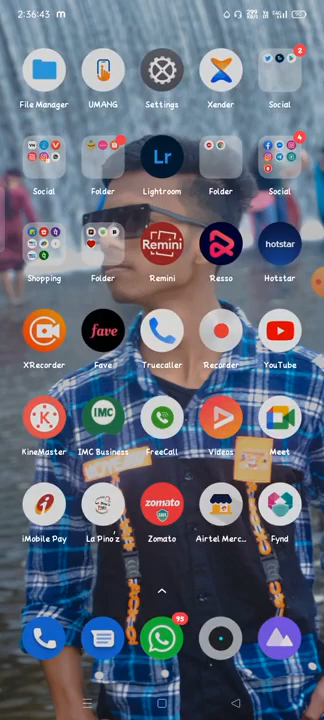 2:36:43 m
File Manager UMANG Settings Xender Social
2
Social Folder Lightroom Folder Social
Lr
4
Shopping Folder Remini Resso Hotstar
Remini
hotstar
XRecorder Fave Truecaller Recorder YouTube
fave
KineMaster IMC Business FreeCall Videos Meet
K
IMC
iMobile Pay La Pino'z Zomato Airtel Merc... Fynd
zomato
95